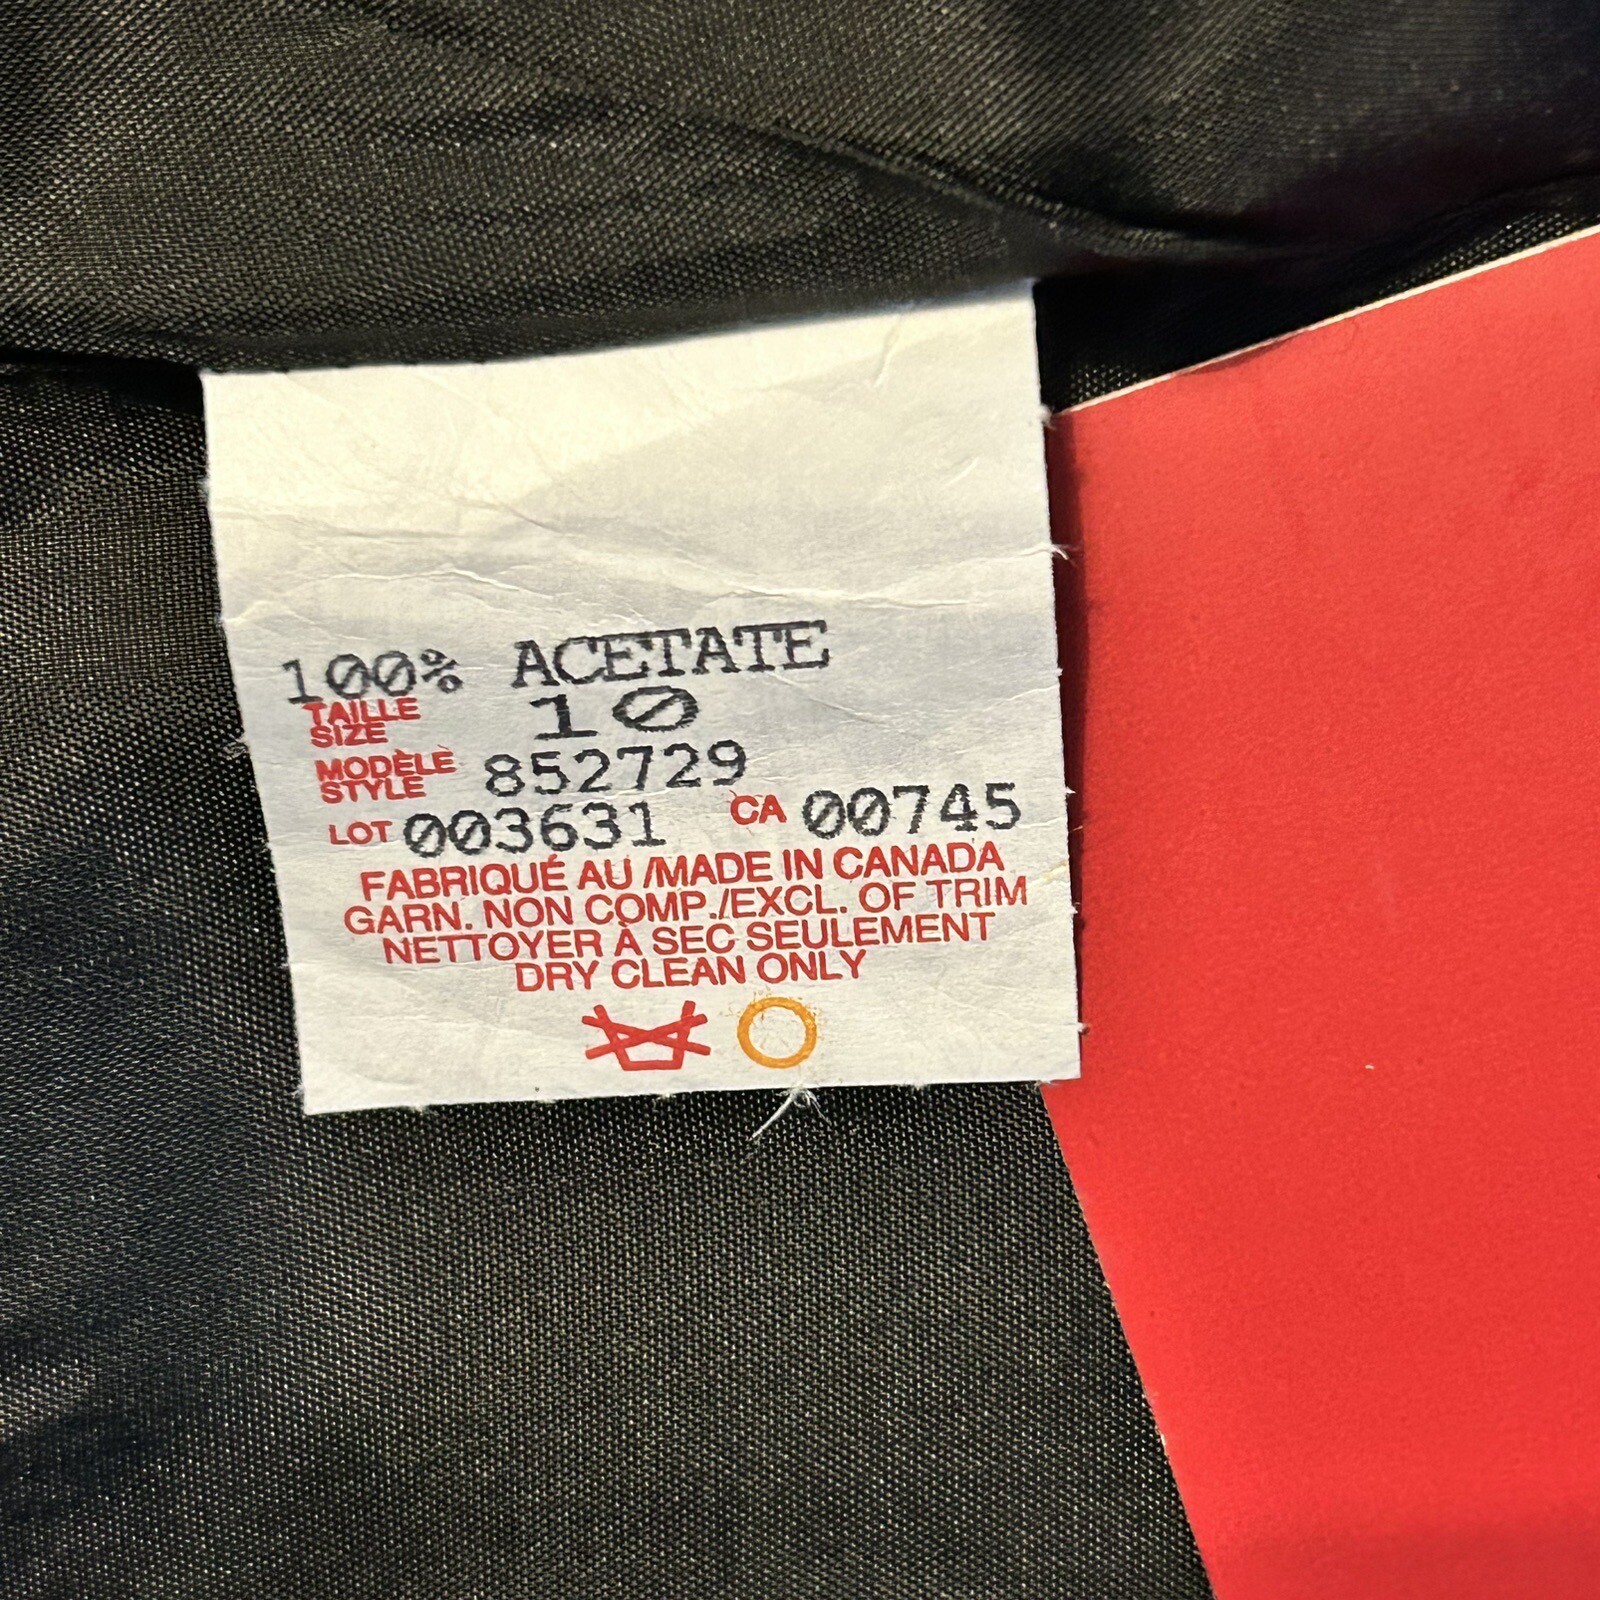 100% ACETATE
TAILLE
SIZE 10
MODÈLE
STYLE 852729
LOT 003631 CA 00745
FABRIQUÉ AU /MADE IN CANADA
GARN. NON COMP./EXCL. OF TRIM
NETTOYER À SEC SEULEMENT
DRY CLEAN ONLY